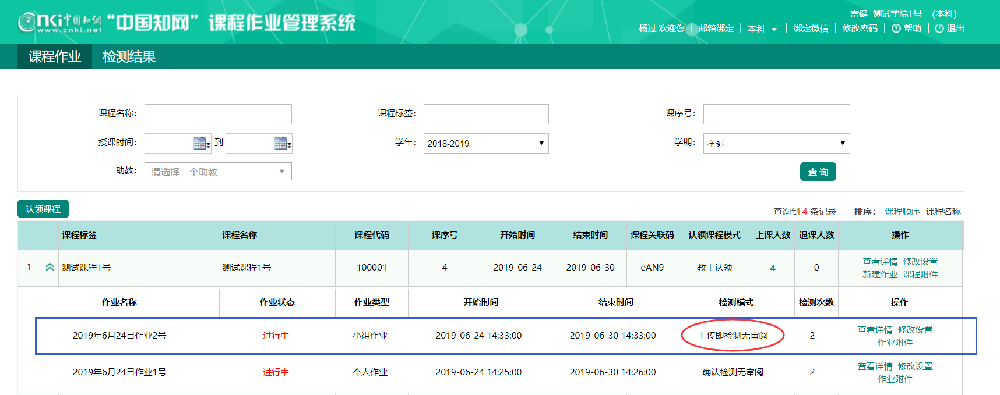 cnki中国知网 www.cnki.net “中国知网” 课程作业管理系统
雷健 测试学院1号 (本科)
杨过 欢迎您 | 邮箱绑定 | 本科 | 绑定微信 | 修改密码 | 帮助 | 退出
课程作业 检测结果
课程名称: 课程标签: 课序号:
授课时间: 到 学年: 2018-2019 学期: 全部
助教: 请选择一个助教 查 询
认领课程 查询到 4 条记录 排序: 课程顺序 课程名称
课程标签 课程名称 课程代码 课序号 开始时间 结束时间 课程关联码 认领课程模式 上课人数 退课人数 操作
1 测试课程1号 测试课程1号 100001 4 2019-06-24 2019-06-30 eAN9 教工认领 4 0 查看详情 修改设置
新建作业 课程附件
作业名称 作业状态 作业类型 开始时间 结束时间 检测模式 检测次数 操作
2019年6月24日作业2号 进行中 小组作业 2019-06-24 14:33:00 2019-06-30 14:33:00 上传即检测无审阅 2 查看详情 修改设置
作业附件
2019年6月24日作业1号 进行中 个人作业 2019-06-24 14:25:00 2019-06-30 14:26:00 确认检测无审阅 2 查看详情 修改设置
作业附件